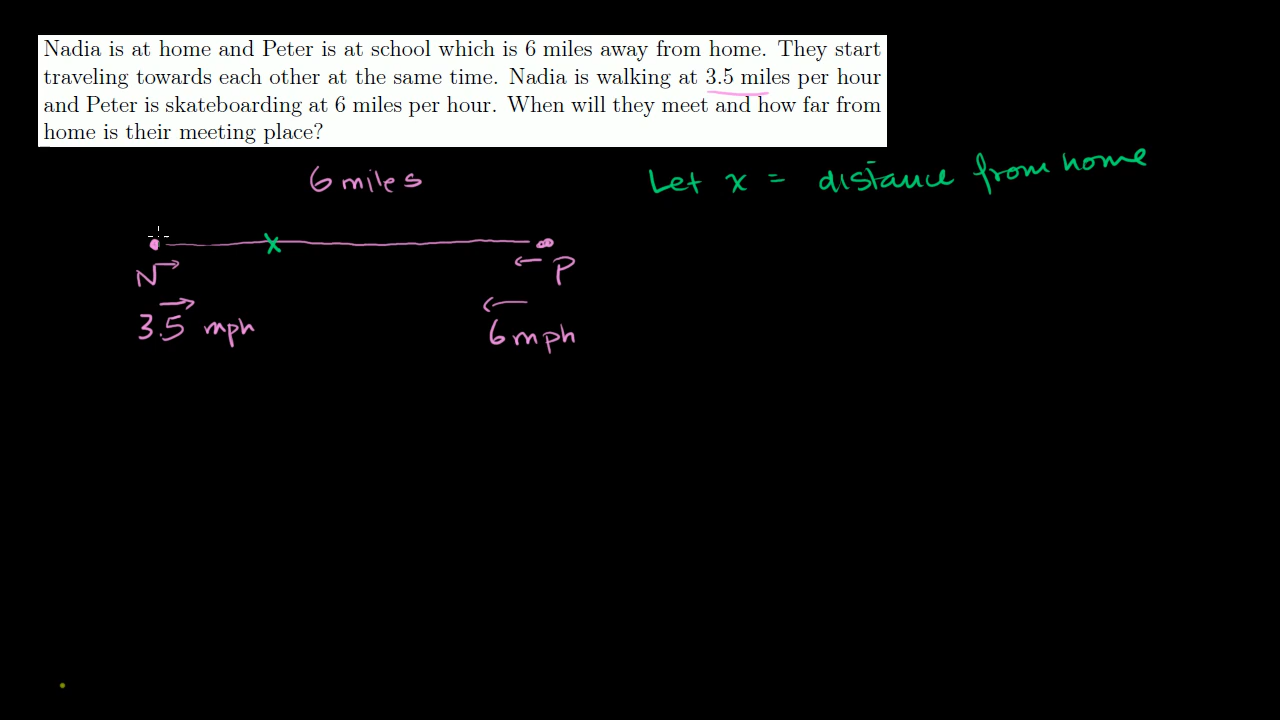 Nadia is at home and Peter is at school which is 6 miles away from home. They start
traveling towards each other at the same time. Nadia is walking at 3.5 miles per hour
and Peter is skateboarding at 6 miles per hour. When will they meet and how far from
home is their meeting place?
6 miles
Let x = distance from home
x
N
P
3.5 mph
6 mph